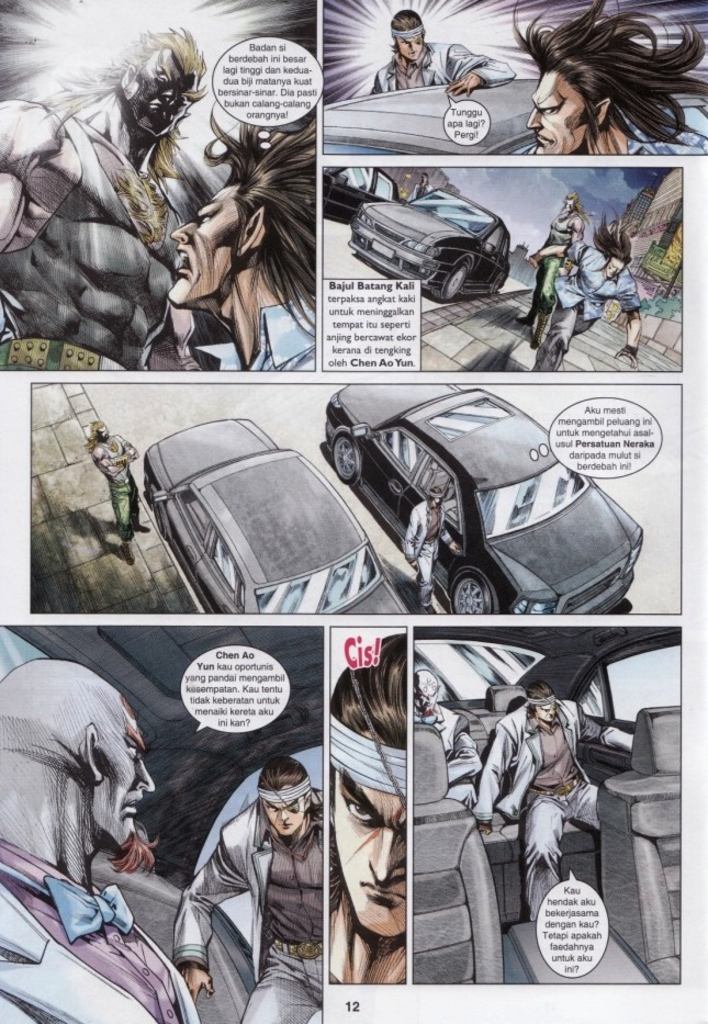 Badan si
berdebah ini besar
lagi tinggi dan kedua-
dua biji matanya kuat
bersinar-sinar. Dia pasti
bukan calang-calang
orangnya!
Tunggu
apa lagi?
Pergi!
Bajul Batang Kali
terpaksa angkat kaki
untuk meninggalkan
tempat itu seperti
anjing bercawat ekor
kerana di tengking
oleh Chen Ao Yun.
Aku mesti
mengambil peluang ini
untuk mengetahui asal-
usul Persatuan Neraka
daripada mulut si
berdebah ini!
Chen Ao
Yun kau oportunis
yang pandai mengambil
kesempatan. Kau tentu
tidak keberatan untuk
menaiki kereta aku
ini kan?
Cis!
Kau
hendak aku
bekerjasama
dengan kau?
Tetapi apakah
faedahnya
untuk aku
ini?
12